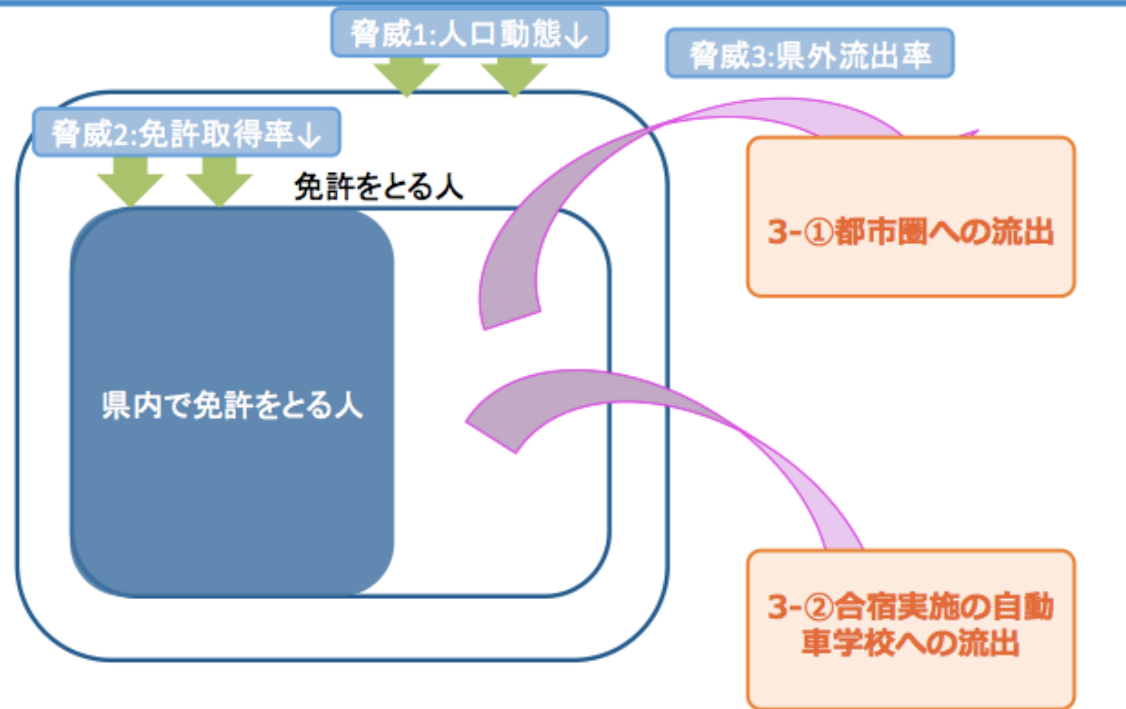 脅威1:人口動態↓
脅威3:県外流出率
脅威2:免許取得率↓
免許をとる人
3-①都市圏への流出
県内で免許をとる人
3-②合宿実施の自動
車学校への流出